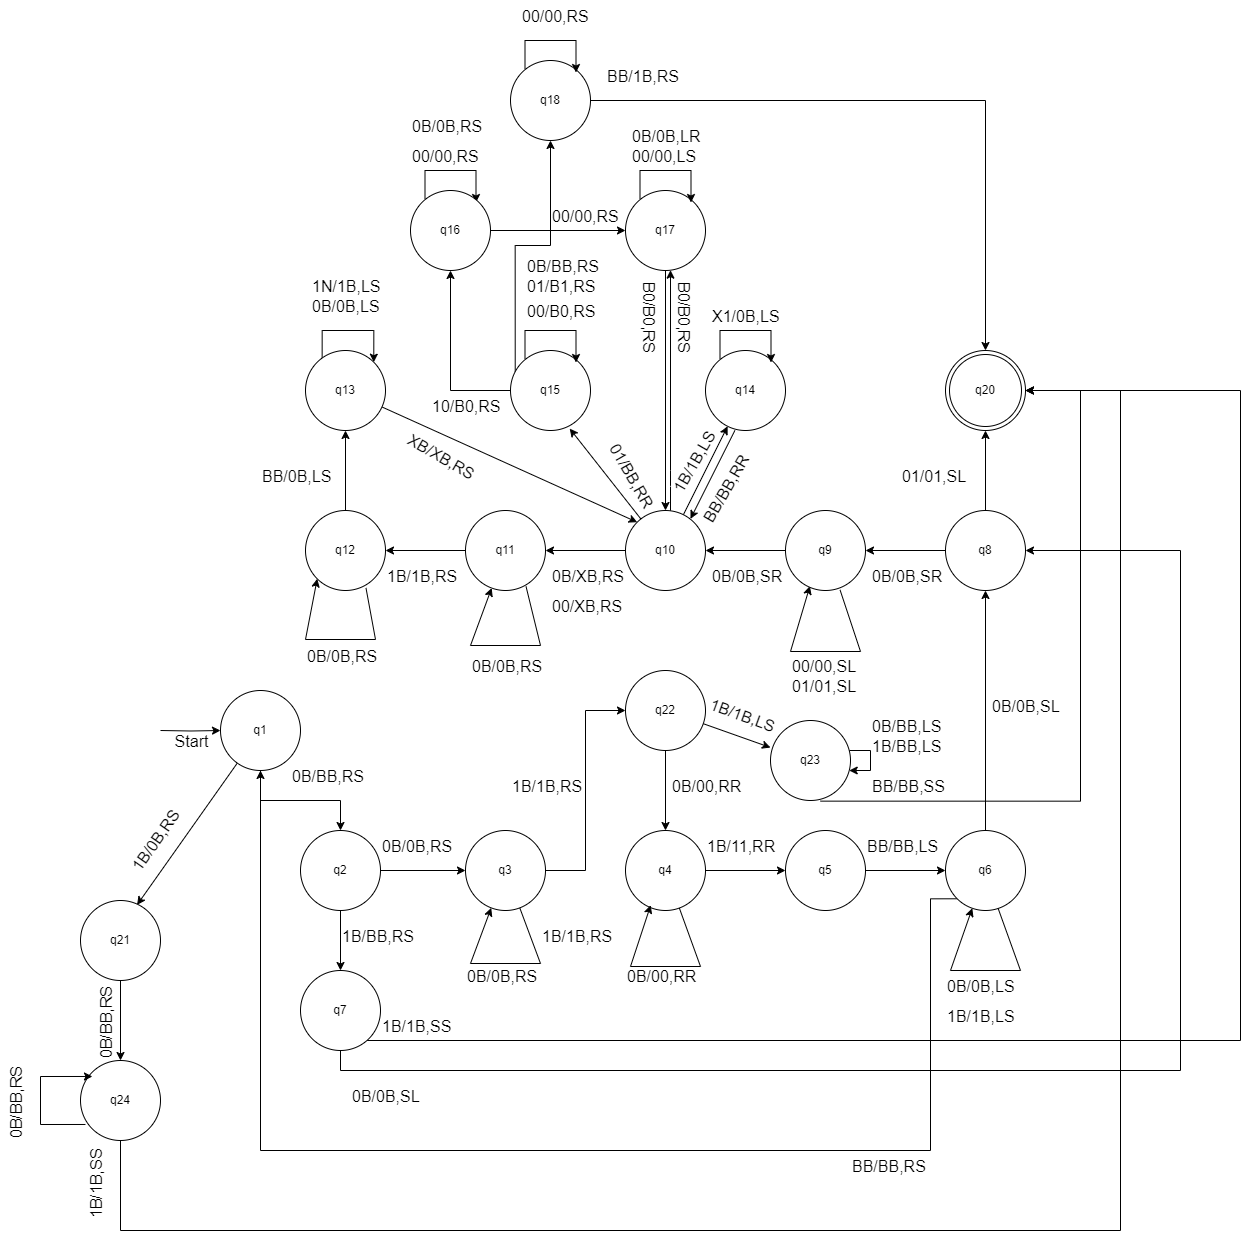 00/00,RS
BB/1B,RS
q18
0B/0B,RS
00/00,RS
0B/0B,LR
00/00,LS
q16
00/00,RS
q17
0B/BB,RS
01/B1,RS
00/B0,RS
1N/1B,LS
0B/0B,LS
B0/B0,RS
B0/B0,RS
X1/0B,LS
q13
q15
q14
q20
10/B0,RS
XB/XB,RS
01/BB,RR
1B/1B,LS
BB/BB,RR
BB/0B,LS
01/01,SL
q12
q11
q10
q9
q8
1B/1B,RS
0B/XB,RS
00/XB,RS
0B/0B,SR
0B/0B,SR
0B/0B,RS
0B/0B,RS
00/00,SL
01/01,SL
q1
Start
q22
1B/1B,LS
0B/0B,SL
q23
0B/BB,LS
1B/BB,LS
0B/BB,RS
1B/1B,RS
0B/00,RR
BB/BB,SS
1B/0B,RS
q2
0B/0B,RS
q3
q4
1B/11,RR
q5
BB/BB,LS
q6
q21
1B/BB,RS
1B/1B,RS
0B/0B,RS
0B/00,RR
0B/0B,LS
1B/1B,LS
0B/BB,RS
q7
1B/1B,SS
0B/BB,RS
q24
0B/0B,SL
1B/1B,SS
BB/BB,RS